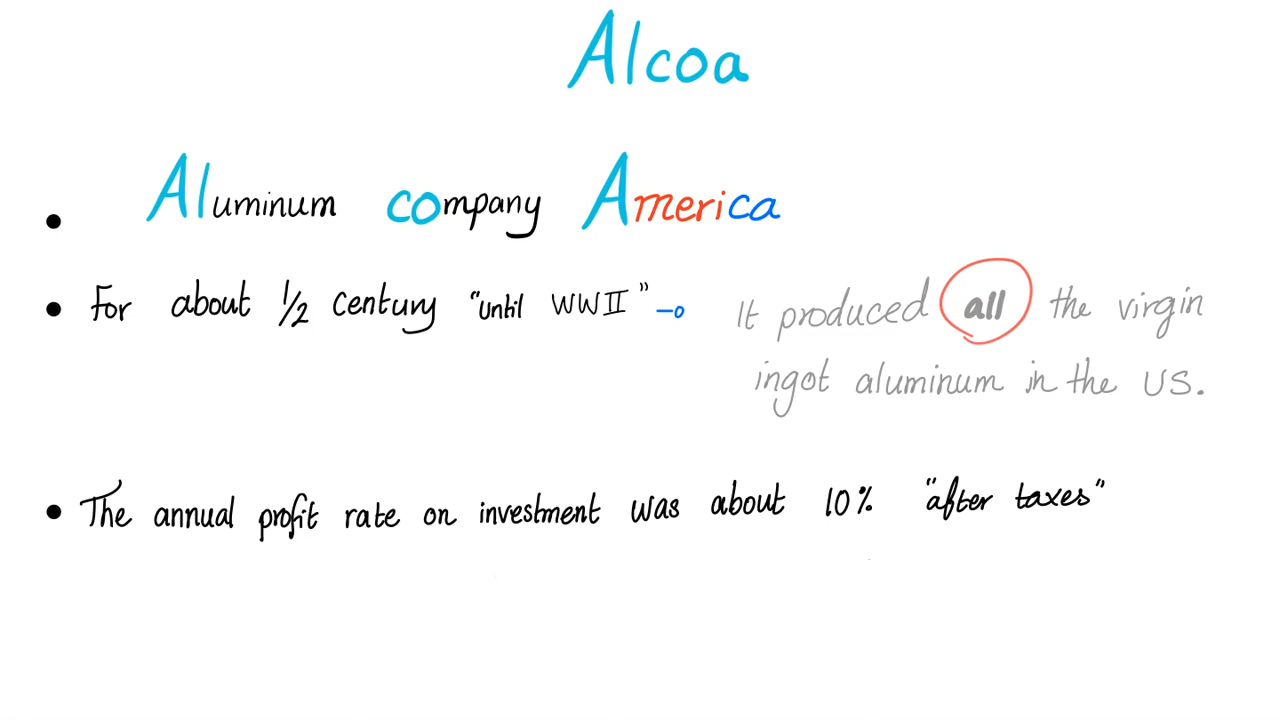 Alcoa
• Aluminum company America
• For about 1/2 century "until WWII" –o It produced all the virgin
ingot aluminum in the US.
• The annual profit rate on investment was about 10% "after taxes"